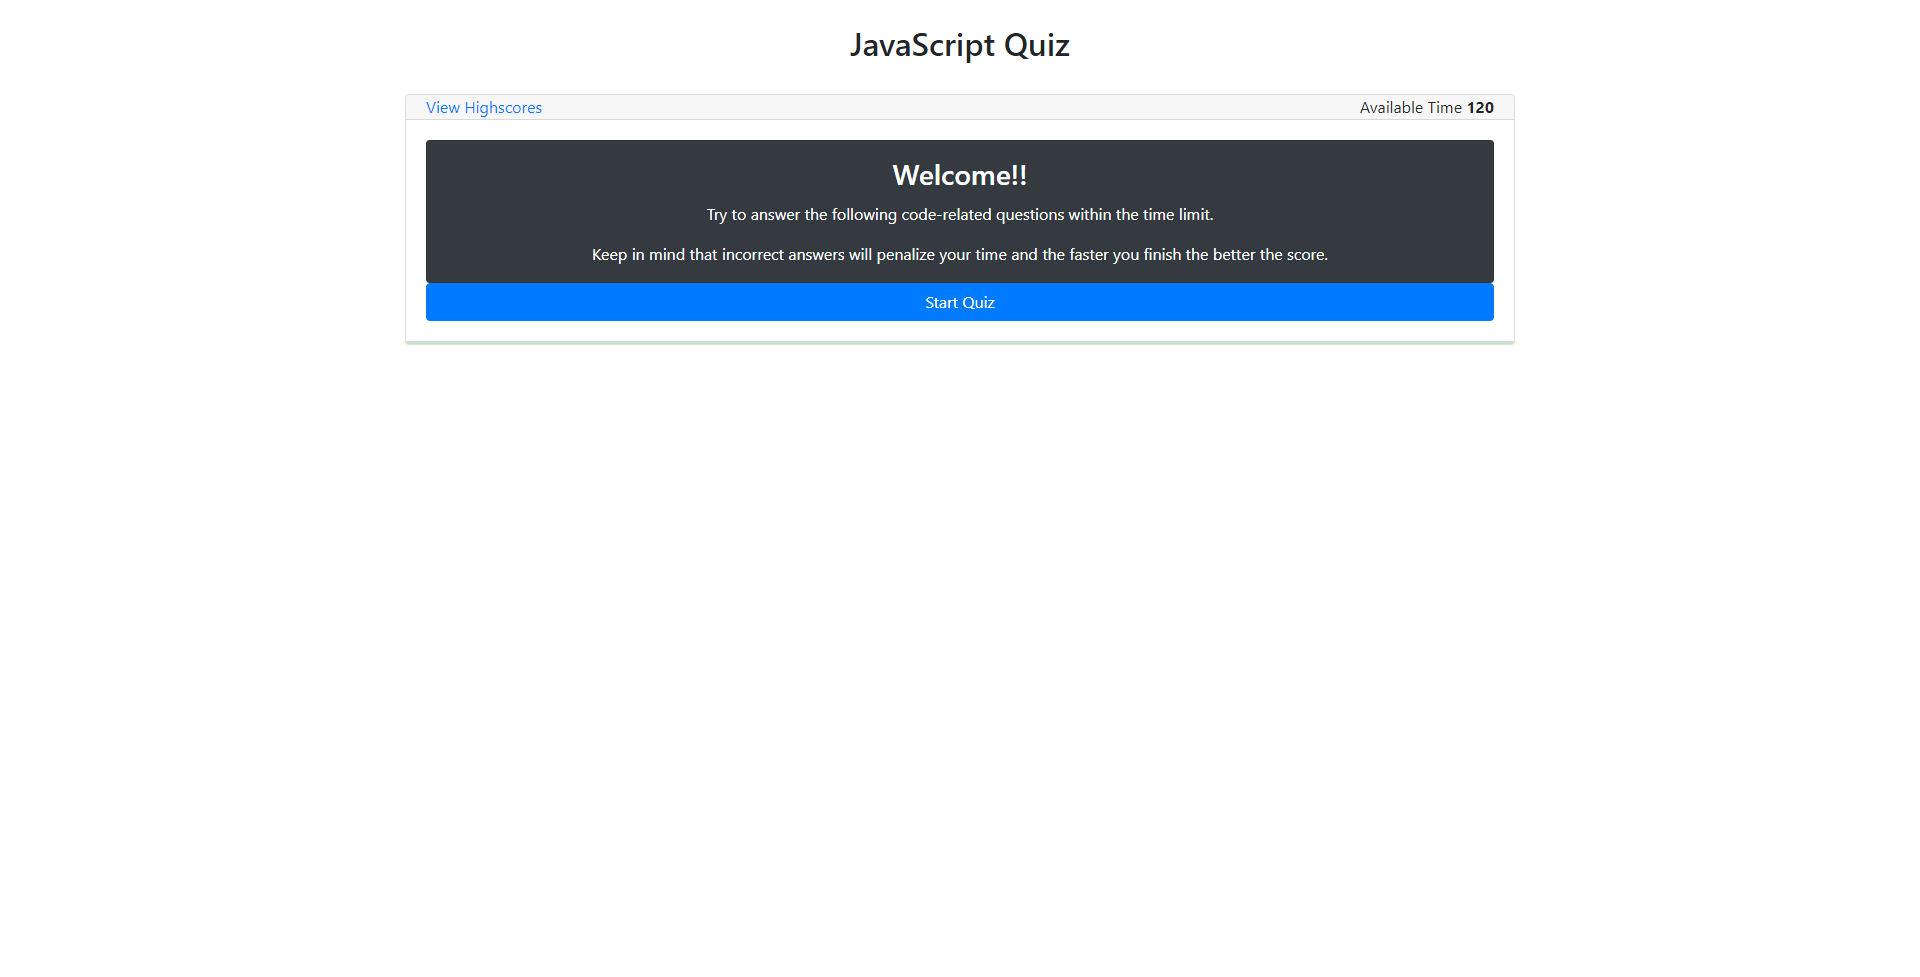 JavaScript Quiz
View Highscores
Available Time 120
Welcome!!
Try to answer the following code-related questions within the time limit.
Keep in mind that incorrect answers will penalize your time and the faster you finish the better the score.
Start Quiz